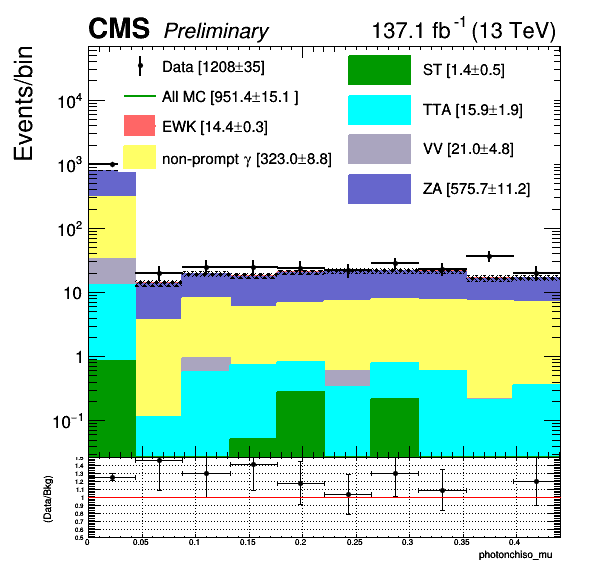 CMS Preliminary 137.1 fb⁻¹ (13 TeV)
Events/bin
Data [1208±35]
All MC [951.4±15.1 ]
EWK [14.4±0.3]
non-prompt γ [323.0±8.8]
ST [1.4±0.5]
TTA [15.9±1.9]
VV [21.0±4.8]
ZA [575.7±11.2]
10⁴
10³
10²
10
1
10⁻¹
(Data/Bkg)
1.5
1.4
1.3
1.2
1.1
1
0.9
0.8
0.7
0.6
0.5
0 0.05 0.1 0.15 0.2 0.25 0.3 0.35 0.4
photonchiso_mu